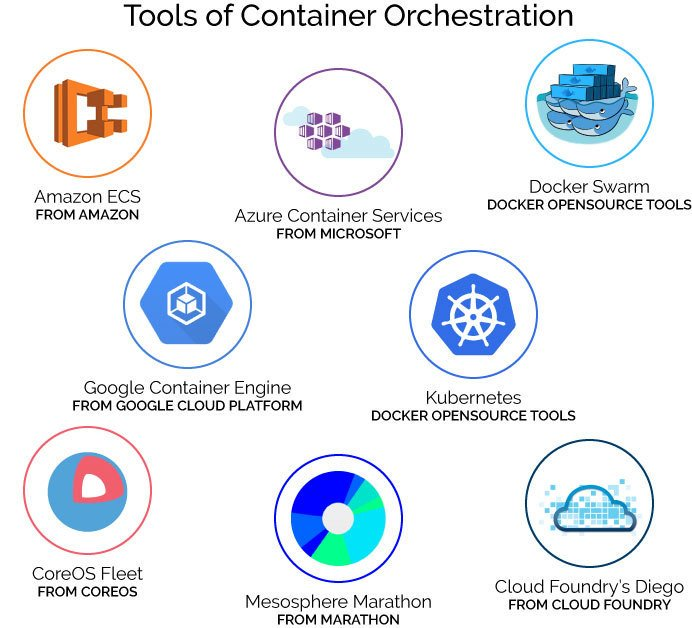 Tools of Container Orchestration
Amazon ECS
FROM AMAZON
Azure Container Services
FROM MICROSOFT
Docker Swarm
DOCKER OPENSOURCE TOOLS
Google Container Engine
FROM GOOGLE CLOUD PLATFORM
Kubernetes
DOCKER OPENSOURCE TOOLS
CoreOS Fleet
FROM COREOS
Mesosphere Marathon
FROM MARATHON
Cloud Foundry's Diego
FROM CLOUD FOUNDRY